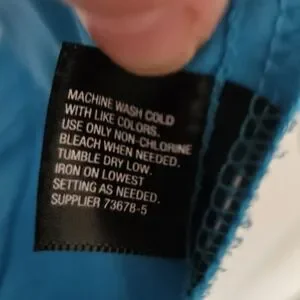 MACHINE WASH COLD
WITH LIKE COLORS.
USE ONLY NON-CHLORINE
BLEACH WHEN NEEDED.
TUMBLE DRY LOW.
IRON ON LOWEST
SETTING AS NEEDED.
SUPPLIER 73678-5